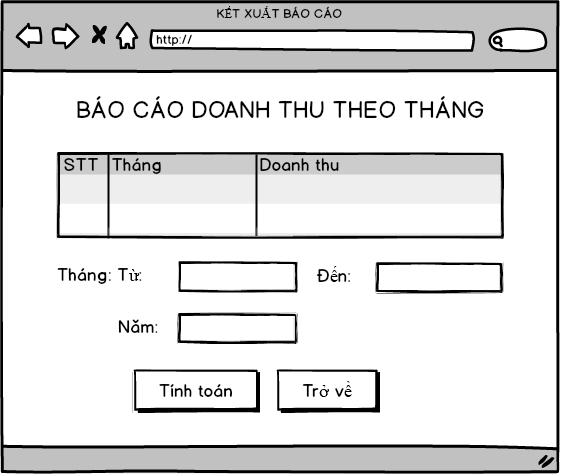 KẾT XUẤT BÁO CÁO
http://
BÁO CÁO DOANH THU THEO THÁNG
STT Tháng Doanh thu
Tháng: Từ: Đến:
Năm:
Tính toán Trở về